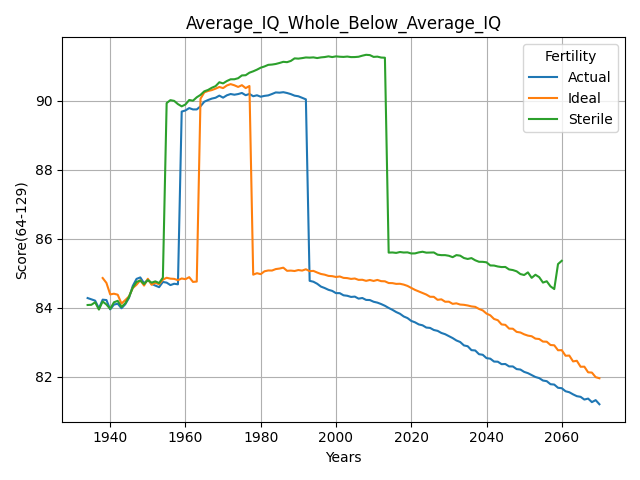 Average_IQ_Whole_Below_Average_IQ
Fertility
Actual
Ideal
Sterile
Score(64-129)
90
88
86
84
82
1940 1960 1980 2000 2020 2040 2060
Years